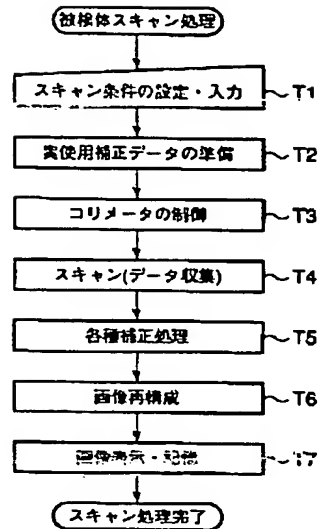 被検体スキャン処理
スキャン条件の設定・入力 T1
実使用補正データの準備 T2
コリメータの制御 T3
スキャン(データ収集) T4
各種補正処理 T5
画像再構成 T6
画像表示・記憶 T7
スキャン処理完了